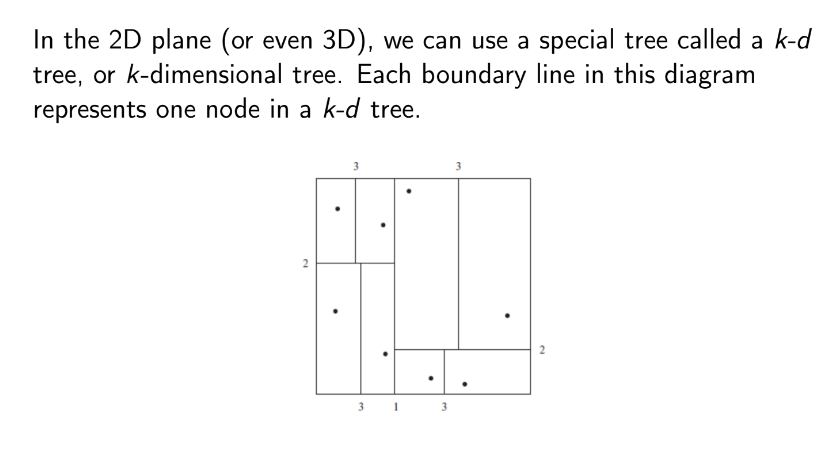 In the 2D plane (or even 3D), we can use a special tree called a k-d
tree, or k-dimensional tree. Each boundary line in this diagram
represents one node in a k-d tree.
3 3
2
2
3 1 3